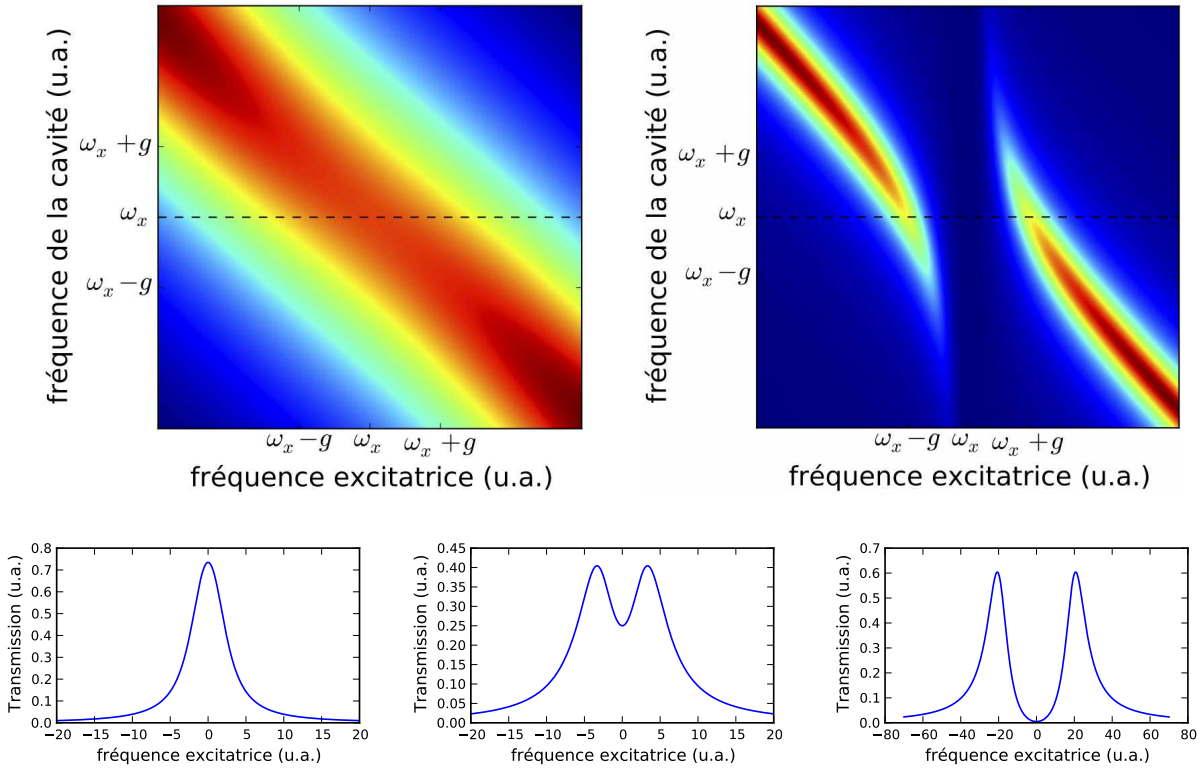 fréquence de la cavité (u.a.)
ωₓ +g
ωₓ
ωₓ −g
ωₓ −g ωₓ ωₓ +g
fréquence excitatrice (u.a.)
fréquence de la cavité (u.a.)
ωₓ +g
ωₓ
ωₓ −g
ωₓ −g ωₓ ωₓ +g
fréquence excitatrice (u.a.)
Transmission (u.a.)
0.8
0.7
0.6
0.5
0.4
0.3
0.2
0.1
0.0
−20 −15 −10 −5 0 5 10 15 20
fréquence excitatrice (u.a.)
Transmission (u.a.)
0.45
0.40
0.35
0.30
0.25
0.20
0.15
0.10
0.05
0.00
−20 −15 −10 −5 0 5 10 15 20
fréquence excitatrice (u.a.)
Transmission (u.a.)
0.7
0.6
0.5
0.4
0.3
0.2
0.1
0.0
−80 −60 −40 −20 0 20 40 60 80
fréquence excitatrice (u.a.)